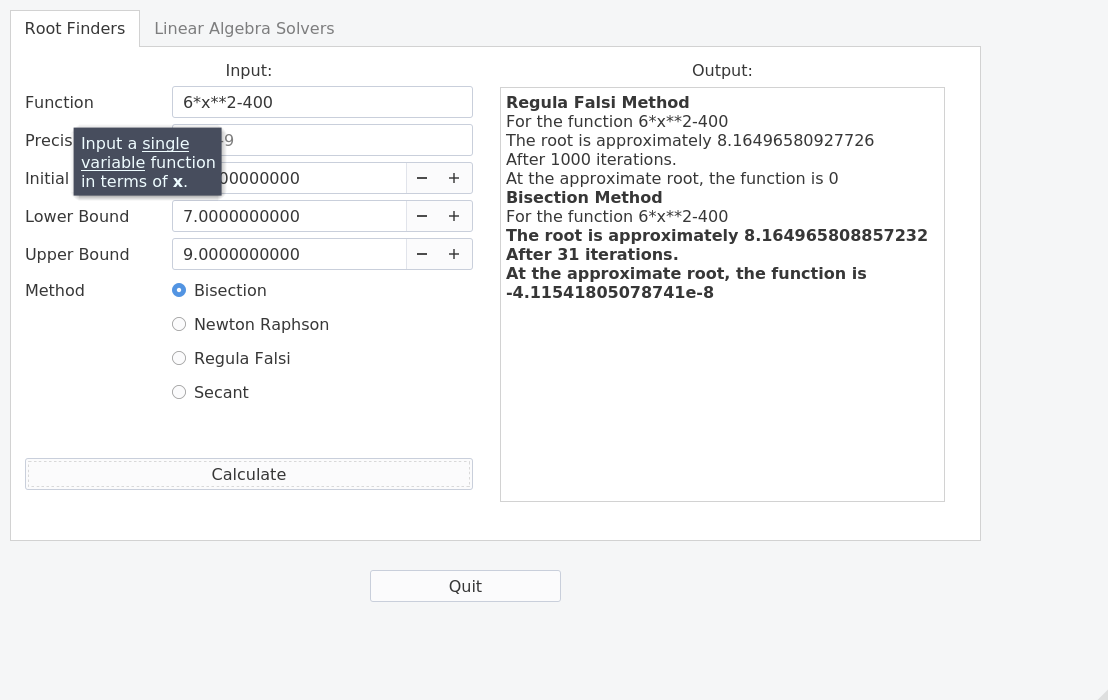 Root Finders
Linear Algebra Solvers
Input:
Function
6*x**2-400
Precis
-9
Input a single
variable function
in terms of x.
Initial
00000000
− +
Lower Bound
7.0000000000
− +
Upper Bound
9.0000000000
− +
Method
Bisection
Newton Raphson
Regula Falsi
Secant
Calculate
Output:
Regula Falsi Method
For the function 6*x**2-400
The root is approximately 8.16496580927726
After 1000 iterations.
At the approximate root, the function is 0
Bisection Method
For the function 6*x**2-400
The root is approximately 8.164965808857232
After 31 iterations.
At the approximate root, the function is
-4.11541805078741e-8
Quit